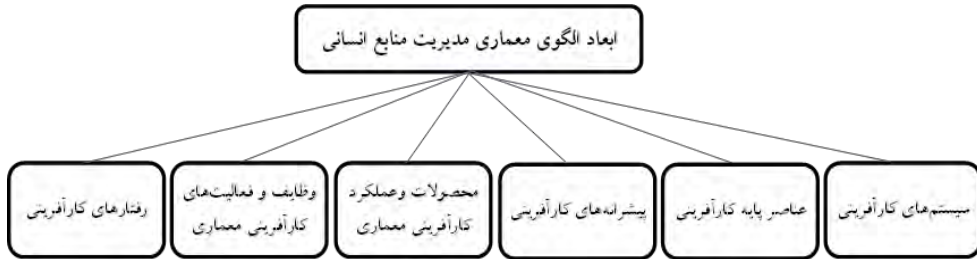 ابعاد الگوی معماری مدیریت منابع انسانی
سیستم‌های کارآفرینی
عناصر پایه کارآفرینی
پیشرانه‌های کارآفرینی
محصولات وعملکرد
کارآفرینی معماری
وظایف و فعالیت‌های
کارآفرینی معماری
رفتارهای کارآفرینی